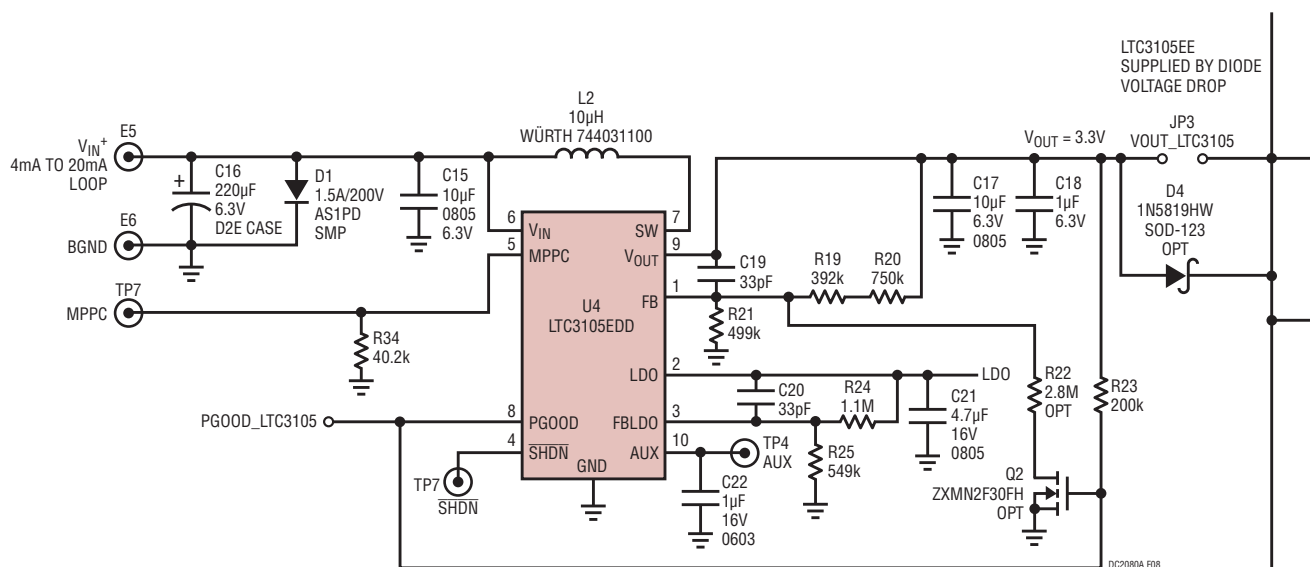 LTC3105EE
SUPPLIED BY DIODE
VOLTAGE DROP
JP3
VOUT_LTC3105
VOUT = 3.3V
L2
10µH
WÜRTH 744031100
VIN+
4mA TO 20mA
LOOP
E5
C16
220µF
6.3V
D2E CASE
+
D1
1.5A/200V
AS1PD
SMP
C15
10µF
0805
6.3V
E6
BGND
TP7
MPPC
R34
40.2k
6
VIN
5
MPPC
7
SW
9
VOUT
1
FB
U4
LTC3105EDD
2
LDO
3
FBLDO
10
AUX
8
PGOOD
4
SHDN
GND
PGOOD_LTC3105
TP7
SHDN
C19
33pF
R19
392k
R20
750k
R21
499k
C17
10µF
6.3V
0805
C18
1µF
6.3V
D4
1N5819HW
SOD-123
OPT
LDO
C20
33pF
R24
1.1M
C21
4.7µF
16V
0805
R25
549k
TP4
AUX
C22
1µF
16V
0603
R22
2.8M
OPT
R23
200k
Q2
ZXMN2F30FH
OPT
DC2080A F08